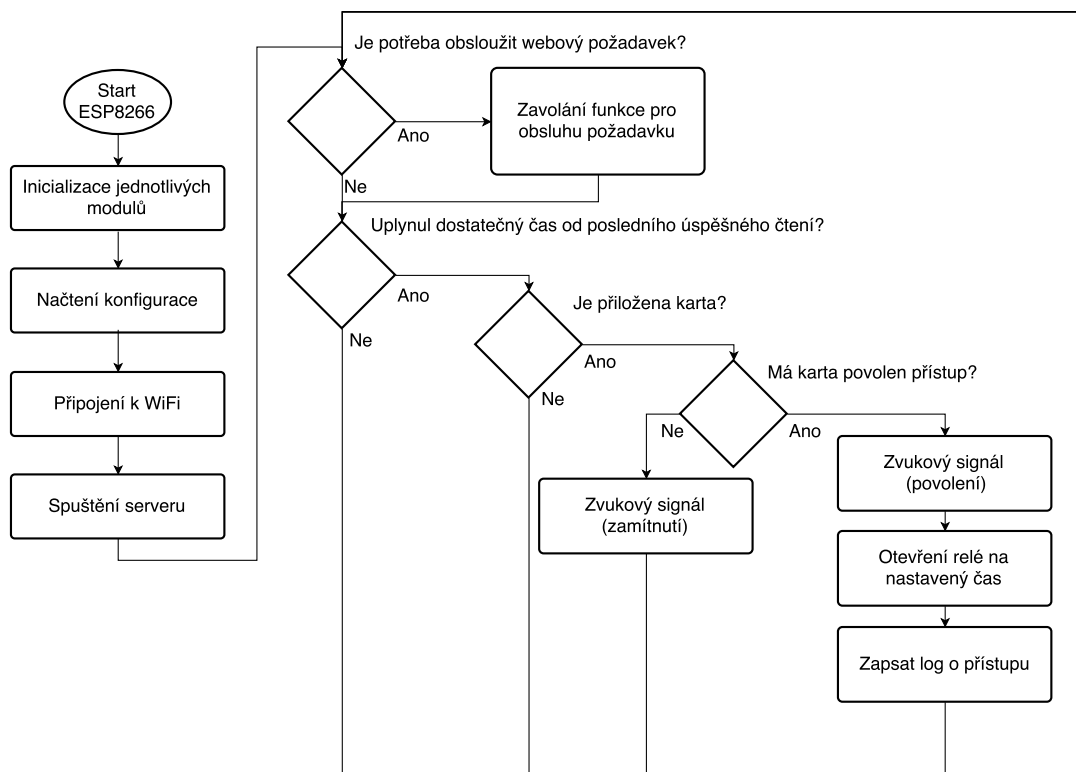 Start
ESP8266
Inicializace jednotlivých
modulů
Načtení konfigurace
Připojení k WiFi
Spuštění serveru
Je potřeba obsloužit webový požadavek?
Ano
Zavolání funkce pro
obsluhu požadavku
Ne
Uplynul dostatečný čas od posledního úspěšného čtení?
Ano
Ne
Je přiložena karta?
Ano
Ne
Má karta povolen přístup?
Ne
Ano
Zvukový signál
(zamítnutí)
Zvukový signál
(povolení)
Otevření relé na
nastavený čas
Zapsat log o přístupu